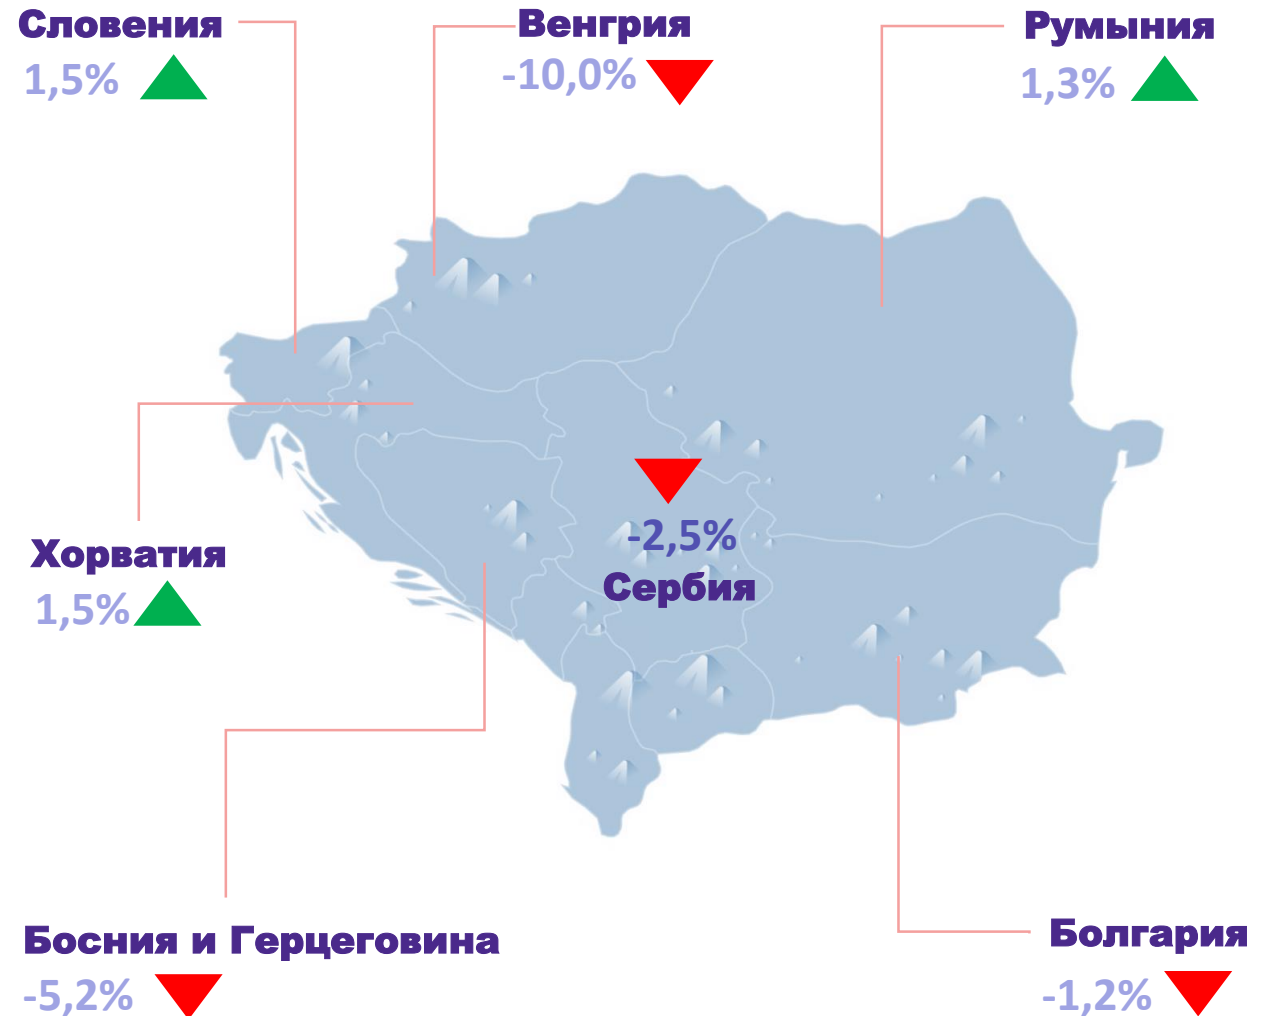 Словения
1,5%
Венгрия
-10,0%
Румыния
1,3%
-2,5%
Сербия
Хорватия
1,5%
Босния и Герцеговина
-5,2%
Болгария
-1,2%